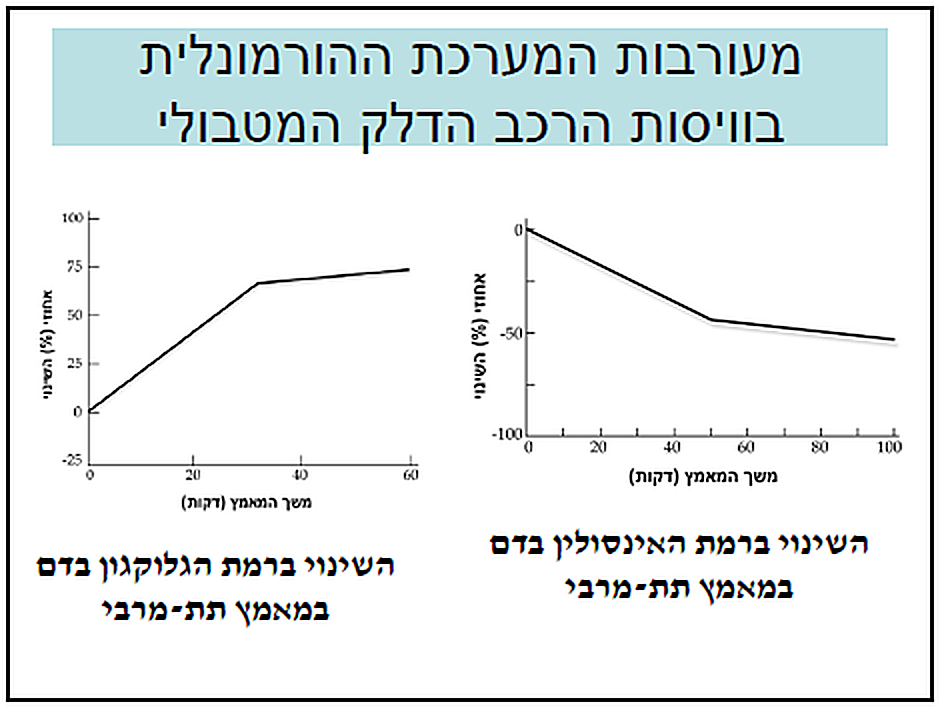 מעורבות המערכת ההורמונלית
בוויסות הרכב הדלק המטבולי
0
-50
-100
אחוזי (%) השינוי
0 20 40 60 80 100
משך המאמץ (דקות)
השינוי ברמת האינסולין בדם
במאמץ תת-מרבי
100
75
50
25
0
-25
אחוזי (%) השינוי
0 20 40 60
משך המאמץ (דקות)
השינוי ברמת הגלוקגון בדם
במאמץ תת-מרבי